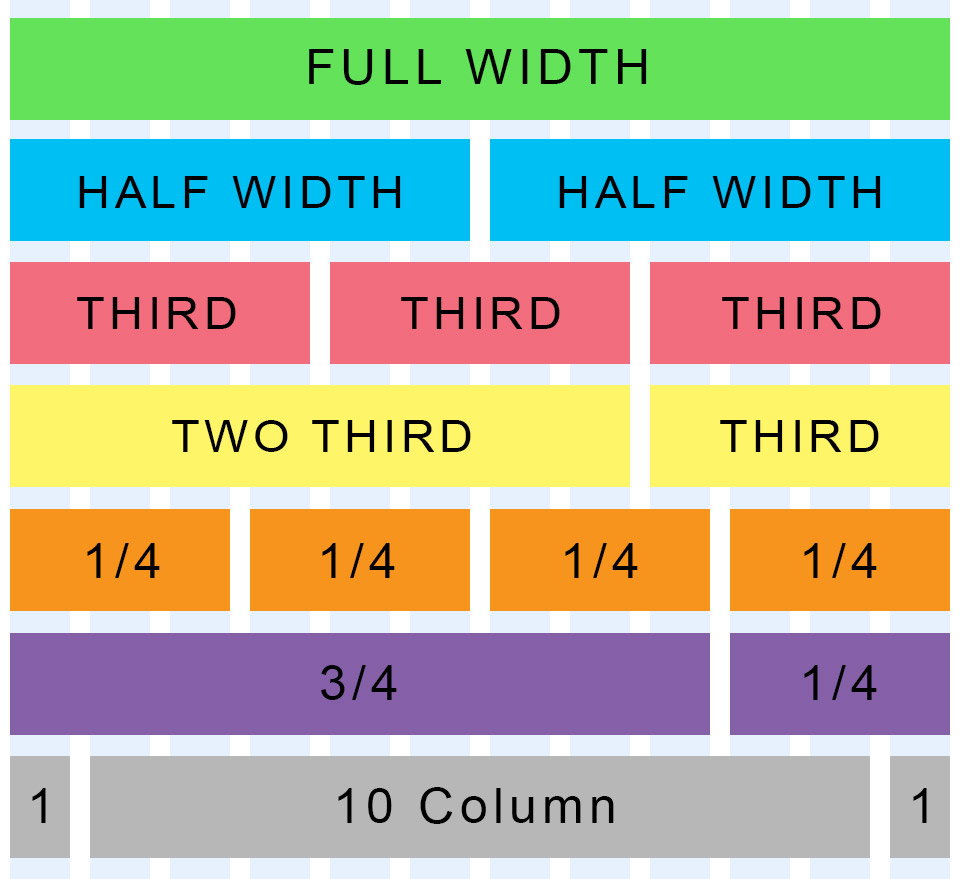 FULL WIDTH
HALF WIDTH HALF WIDTH
THIRD THIRD THIRD
TWO THIRD THIRD
1/4 1/4 1/4 1/4
3/4 1/4
1 10 Column 1